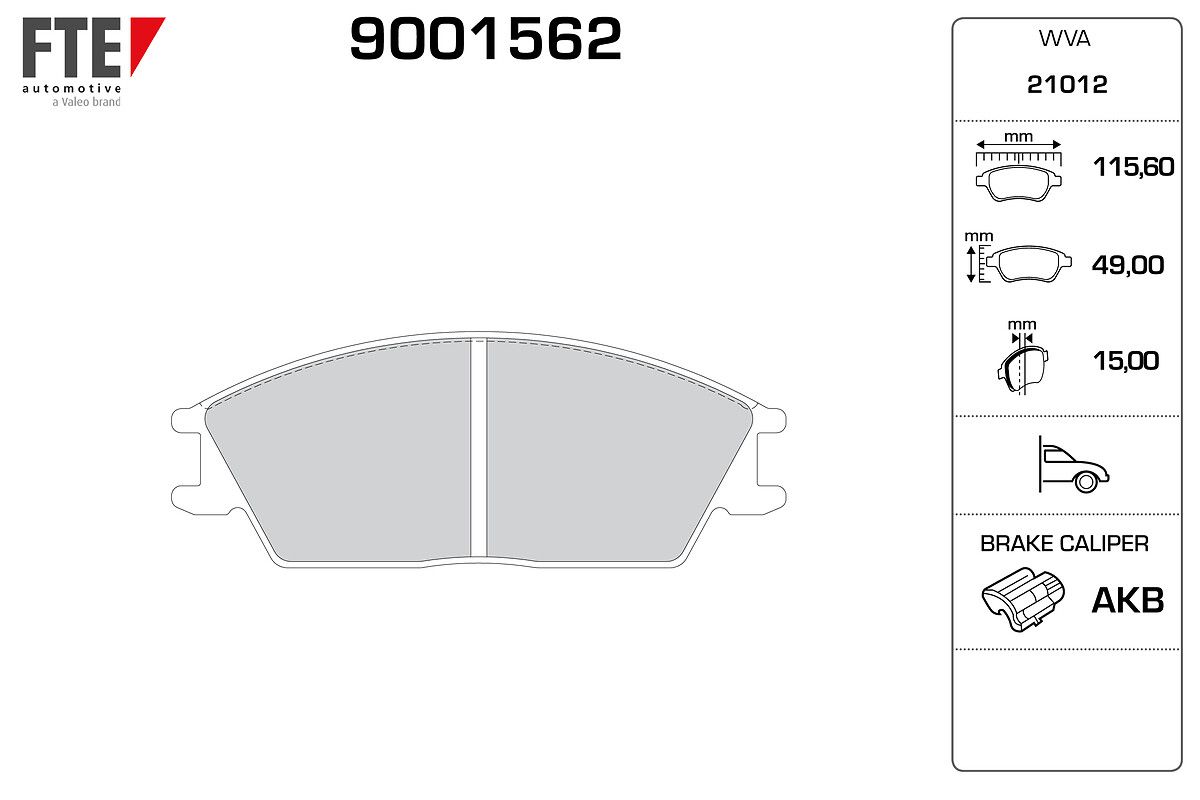 FTE
automotive
a Valeo brand
9001562
WVA
21012
mm
115,60
mm
49,00
mm
15,00
BRAKE CALIPER
AKB